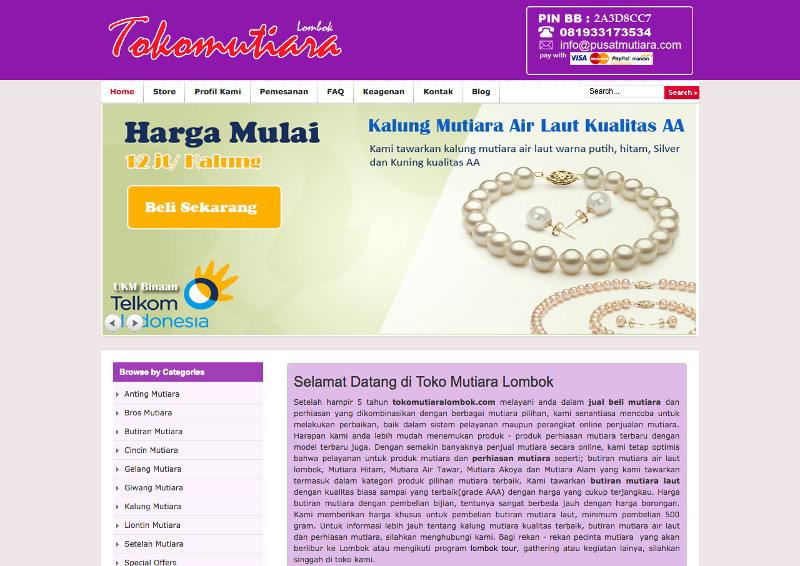 Tokomutiara
Lombok
PIN BB : 2A3D8CC7
081933173534
info@pusatmutiara.com
pay with VISA MasterCard PayPal mandiri
Home Store Profil Kami Pemesanan FAQ Keagenan Kontak Blog
Search... Search
Harga Mulai
12 jt/ Kalung
Beli Sekarang
Kalung Mutiara Air Laut Kualitas AA
Kami tawarkan kalung mutiara air laut warna putih, hitam, Silver
dan Kuning kualitas AA
UKM Binaan
Telkom
Indonesia
Browse by Categories
Anting Mutiara
Bros Mutiara
Butiran Mutiara
Cincin Mutiara
Gelang Mutiara
Giwang Mutiara
Kalung Mutiara
Liontin Mutiara
Setelan Mutiara
Special Offers
Selamat Datang di Toko Mutiara Lombok
Setelah hampir 5 tahun tokomutiaralombok.com melayani anda dalam jual beli mutiara dan
perhiasan yang dikombinasikan dengan berbagai mutiara pilihan, kami senantiasa mencoba untuk
melakukan perbaikan, baik dalam sistem pelayanan maupun perangkat online penjualan mutiara.
Harapan kami anda lebih mudah menemukan produk - produk perhiasan mutiara terbaru dengan
model terbaru juga. Dengan semakin banyaknya penjual mutiara secara online, kami tetap optimis
bahwa pelayanan untuk produk mutiara dan perhiasan mutiara seperti; butiran mutiara air laut
lombok, Mutiara Hitam, Mutiara Air Tawar, Mutiara Akoya dan Mutiara Alam yang kami tawarkan
termasuk dalam kategori produk pilihan mutiara terbaik. Kami tawarkan butiran mutiara laut
dengan kualitas biasa sampai yang terbaik(grade AAA) dengan harga yang cukup terjangkau. Harga
butiran mutiara dengan pembelian bijian, tentunya sangat berbeda jauh dengan harga borongan.
Kami memberikan harga khusus untuk pembelian butiran mutiara laut, minimum pembelian 500
gram. Untuk informasi lebih jauh tentang kalung mutiara kualitas terbaik, butiran mutiara air laut
dan perhiasan mutiara, silahkan menghubungi kami. Bagi rekan - rekan pecinta mutiara yang akan
berlibur ke Lombok atau mengikuti program lombok tour, gathering atau kegiatan lainya, silahkan
singgah di toko kami.